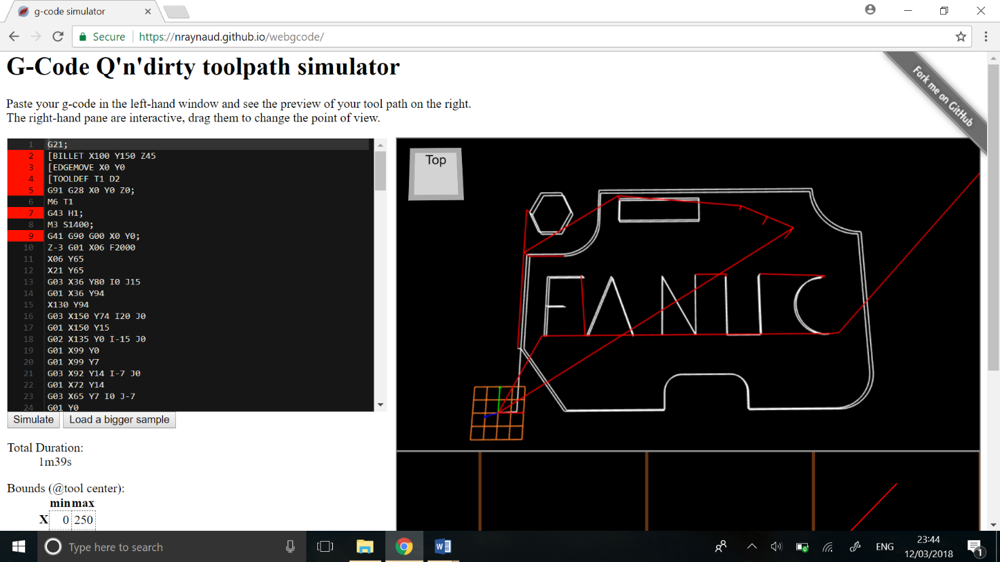 g-code simulator
Secure https://nraynaud.github.io/webgcode/
G-Code Q'n'dirty toolpath simulator
Fork me on GitHub
Paste your g-code in the left-hand window and see the preview of your tool path on the right.
The right-hand pane are interactive, drag them to change the point of view.
1 G21;
2 [BILLET X100 Y150 Z45
3 [EDGEMOVE X0 Y0
4 [TOOLDEF T1 D2
5 G91 G28 X0 Y0 Z0;
6 M6 T1
7 G43 H1;
8 M3 S1400;
9 G41 G90 G00 X0 Y0;
10 Z-3 G01 X06 F2000
11 X06 Y65
12 X21 Y65
13 G03 X36 Y80 I0 J15
14 G01 X36 Y94
15 X130 Y94
16 G03 X150 Y74 I20 J0
17 G01 X150 Y15
18 G02 X135 Y0 I-15 J0
19 G01 X99 Y0
20 G01 X99 Y7
21 G03 X92 Y14 I-7 J0
22 G01 X72 Y14
23 G03 X65 Y7 I0 J-7
24 G01 Y0
Top
FANUC
Simulate Load a bigger sample
Total Duration:
1m39s
Bounds (@tool center):
min max
X 0 250
Type here to search
ENG
23:44
12/03/2018
1